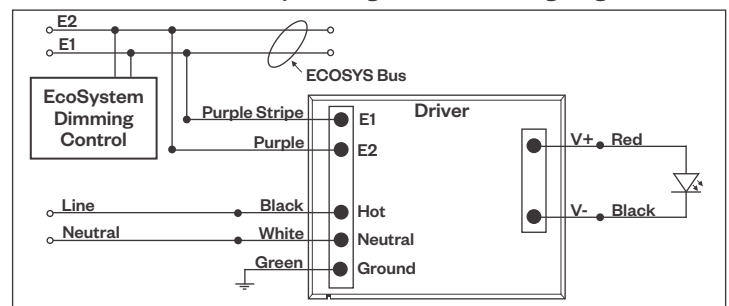 E2
E1
ECOSYS Bus
EcoSystem
Dimming
Control
Driver
Purple Stripe
E1
Purple
E2
V+
Red
Line
Black
Hot
V-
Black
Neutral
White
Neutral
Green
Ground